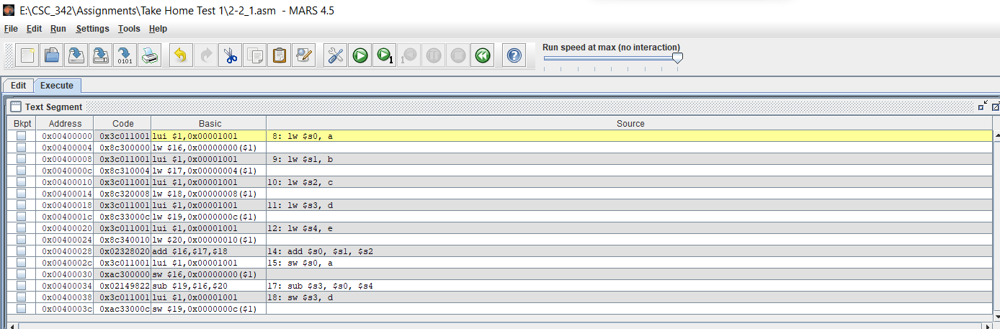 E:\CSC_342\Assignments\Take Home Test 1\2-2_1.asm - MARS 4.5
File Edit Run Settings Tools Help
Run speed at max (no interaction)
0101 1 1
Edit Execute
Text Segment
Bkpt Address Code Basic Source
0x00400000 0x3c011001 lui $1,0x00001001 8: lw $s0, a
0x00400004 0x8c300000 lw $16,0x00000000($1)
0x00400008 0x3c011001 lui $1,0x00001001 9: lw $s1, b
0x0040000c 0x8c310004 lw $17,0x00000004($1)
0x00400010 0x3c011001 lui $1,0x00001001 10: lw $s2, c
0x00400014 0x8c320008 lw $18,0x00000008($1)
0x00400018 0x3c011001 lui $1,0x00001001 11: lw $s3, d
0x0040001c 0x8c33000c lw $19,0x0000000c($1)
0x00400020 0x3c011001 lui $1,0x00001001 12: lw $s4, e
0x00400024 0x8c340010 lw $20,0x00000010($1)
0x00400028 0x02328020 add $16,$17,$18 14: add $s0, $s1, $s2
0x0040002c 0x3c011001 lui $1,0x00001001 15: sw $s0, a
0x00400030 0xac300000 sw $16,0x00000000($1)
0x00400034 0x02149822 sub $19,$16,$20 17: sub $s3, $s0, $s4
0x00400038 0x3c011001 lui $1,0x00001001 18: sw $s3, d
0x0040003c 0xac33000c sw $19,0x0000000c($1)